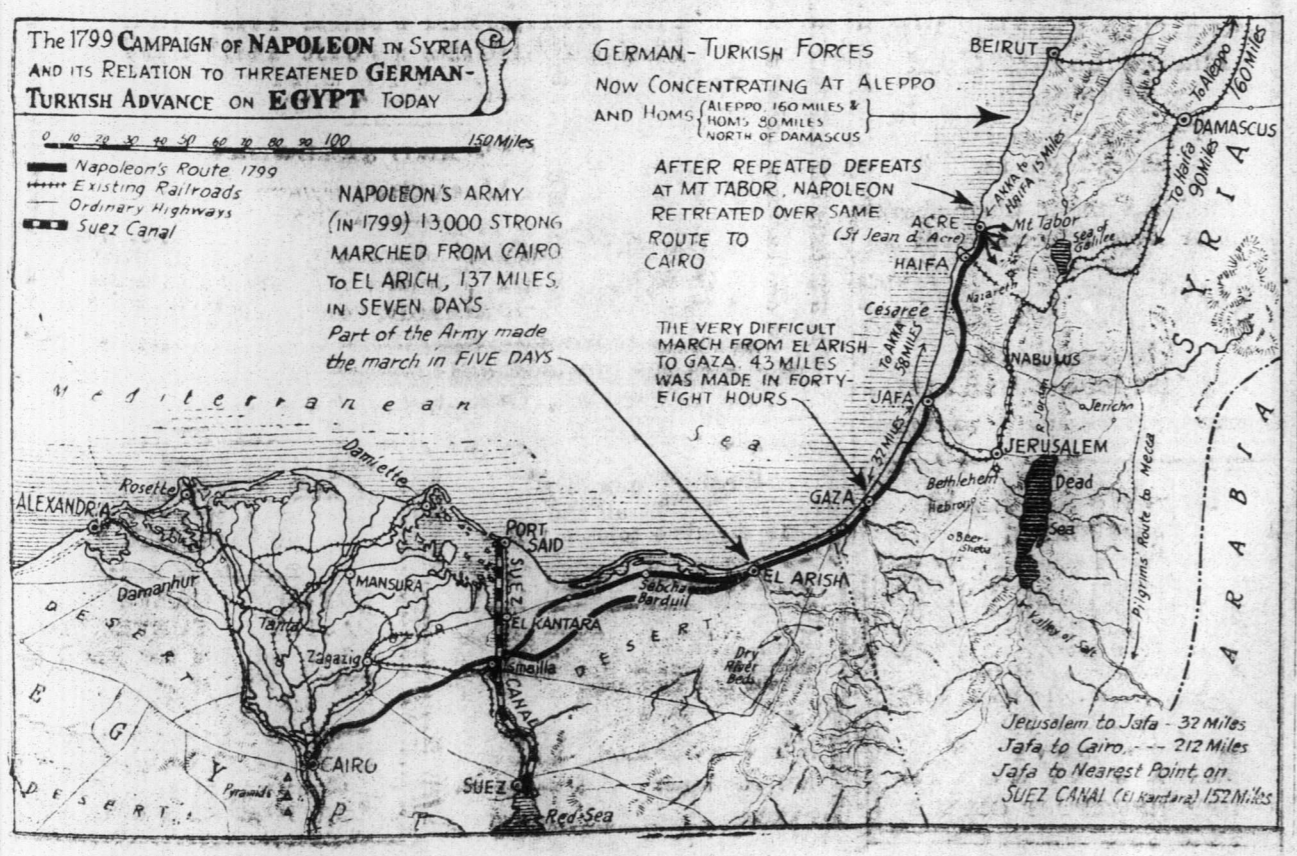 The 1799 CAMPAIGN OF NAPOLEON IN SYRIA
AND ITS RELATION TO THREATENED GERMAN-
TURKISH ADVANCE ON EGYPT TODAY
0 10 20 30 40 50 60 70 80 90 100 150 Miles
Napoleon's Route 1799
Existing Railroads
Ordinary Highways
Suez Canal
NAPOLEON'S ARMY
(IN 1799) 13,000 STRONG
MARCHED FROM CAIRO
TO EL ARICH, 137 MILES
IN SEVEN DAYS
Part of the Army made
the march in FIVE DAYS
GERMAN-TURKISH FORCES
NOW CONCENTRATING AT ALEPPO
AND HOMS
ALEPPO, 160 MILES &
HOMS 80 MILES
NORTH OF DAMASCUS
AFTER REPEATED DEFEATS
AT MT TABOR, NAPOLEON
RETREATED OVER SAME
ROUTE TO
CAIRO
THE VERY DIFFICULT
MARCH FROM EL ARISH
TO GAZA 43 MILES
WAS MADE IN FORTY-
EIGHT HOURS
BEIRUT
To Aleppo
160 Miles
DAMASCUS
To Haifa
90 Miles
AKKA to
HAIFA 15 Miles
ACRE
(St Jean d' Acre)
Mt Tabor
Sea of
Galilee
HAIFA
Nazareth
SYRIA
Césareé
To AKKA
58 MILES
NABULUS
JAFA
R. Jordan
Jericho
JERUSALEM
32 MILES
Bethlehem
Hebron
Dead
Sea
GAZA
Beer-
Sheba
Pilgrims Route to Mecca
ARABIA
Valley of Salt
Mediterranean
Sea
Damiette
Rosette
ALEXANDRIA
PORT
SAID
Damanhur
MANSURA
SUEZ
CANAL
EL KANTARA
Sabcha
Barduil
EL ARISH
Tanta
Zagazig
Ismailla
DESERT
DESERT
Dry
River
Beds
EGYPT
CAIRO
Pyramids
DESERT
SUEZ
Red Sea
Jerusalem to Jafa - 32 Miles
Jafa to Cairo, --- 212 Miles
Jafa to Nearest Point on
SUEZ CANAL (El Kantara) 152 Miles